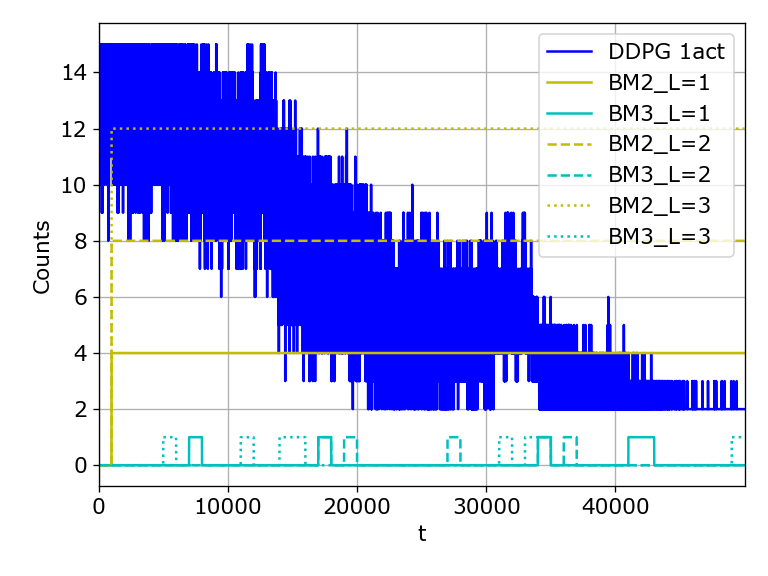 14
12
10
8
6
4
2
0
Counts
0 10000 20000 30000 40000
t
DDPG 1act
BM2_L=1
BM3_L=1
BM2_L=2
BM3_L=2
BM2_L=3
BM3_L=3